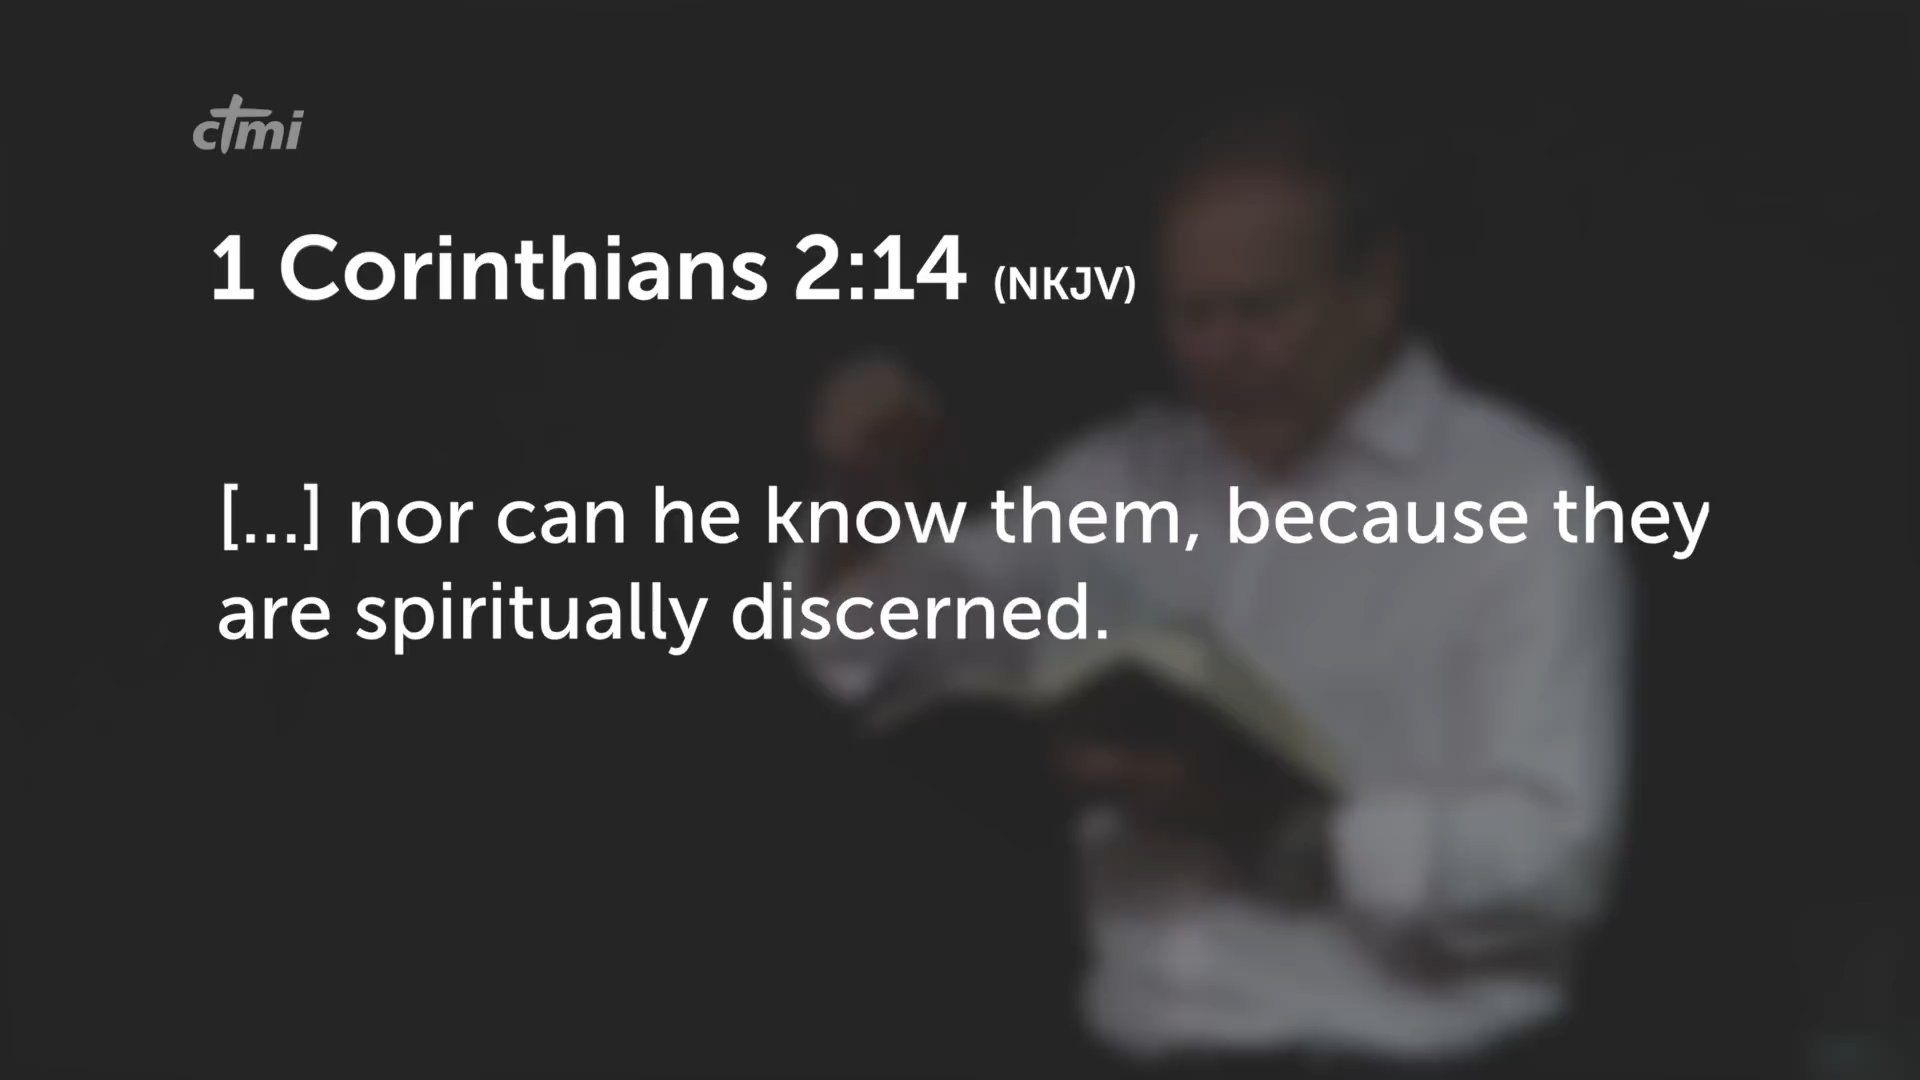 ctmi
1 Corinthians 2:14 (NKJV)
[...] nor can he know them, because they
are spiritually discerned.